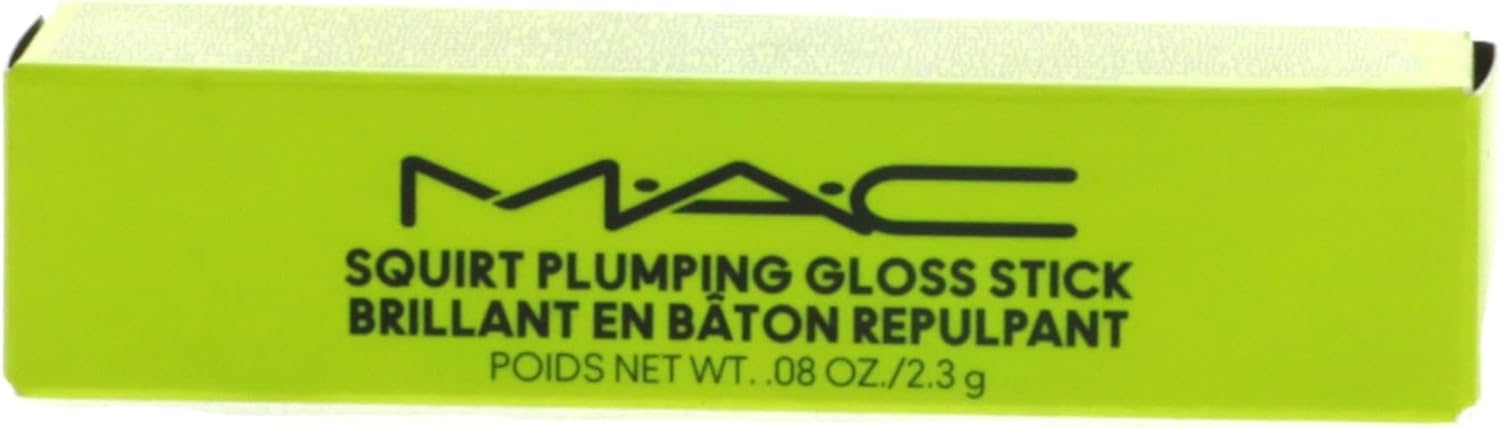 M·A·C
SQUIRT PLUMPING GLOSS STICK
BRILLANT EN BÂTON REPULPANT
POIDS NET WT. .08 OZ./2.3 g